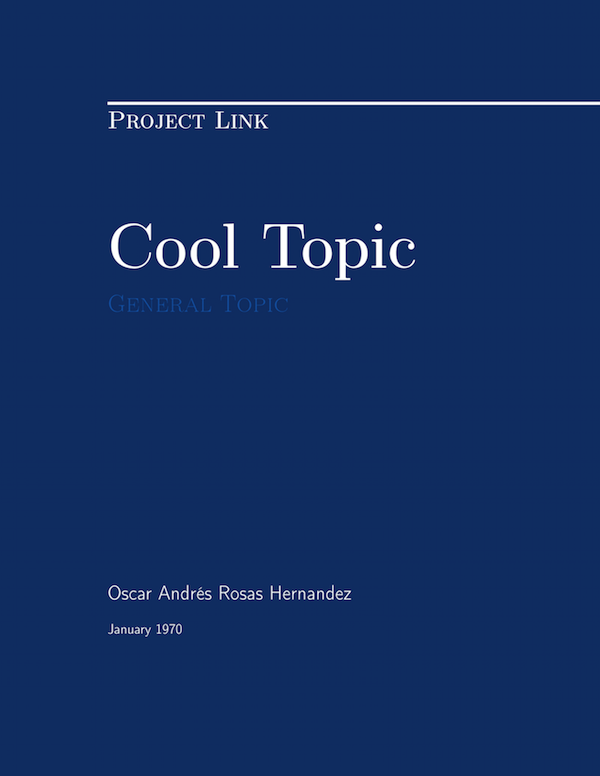 Project Link
Cool Topic
General Topic
Oscar Andrés Rosas Hernandez
January 1970